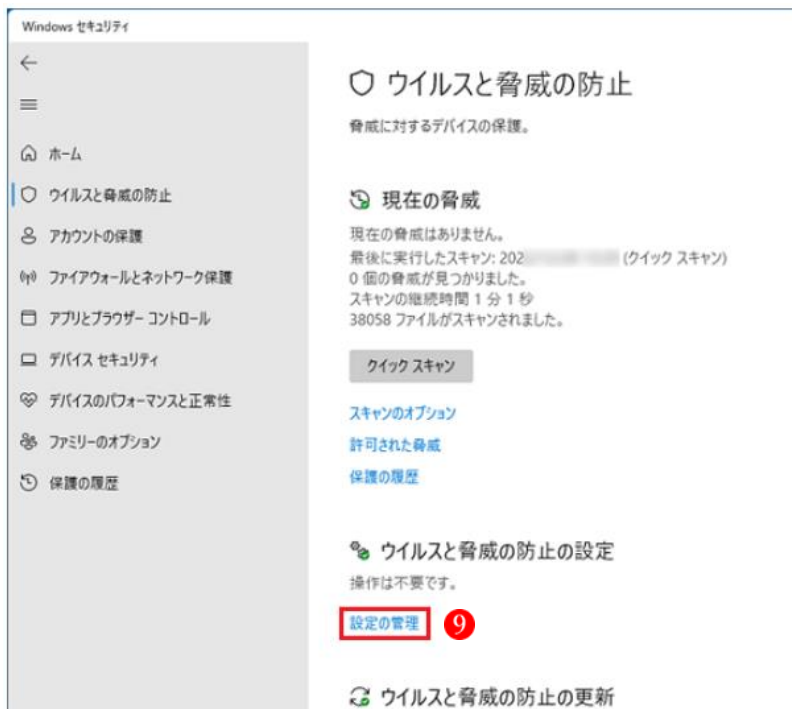 Windows セキュリティ
ホーム
ウイルスと脅威の防止
アカウントの保護
ファイアウォールとネットワーク保護
アプリとブラウザー コントロール
デバイス セキュリティ
デバイスのパフォーマンスと正常性
ファミリーのオプション
保護の履歴
ウイルスと脅威の防止
脅威に対するデバイスの保護。
現在の脅威
現在の脅威はありません。
最後に実行したスキャン: 202 (クイック スキャン)
0 個の脅威が見つかりました。
スキャンの継続時間 1 分 1 秒
38058 ファイルがスキャンされました。
クイック スキャン
スキャンのオプション
許可された脅威
保護の履歴
ウイルスと脅威の防止の設定
操作は不要です。
設定の管理 9
ウイルスと脅威の防止の更新